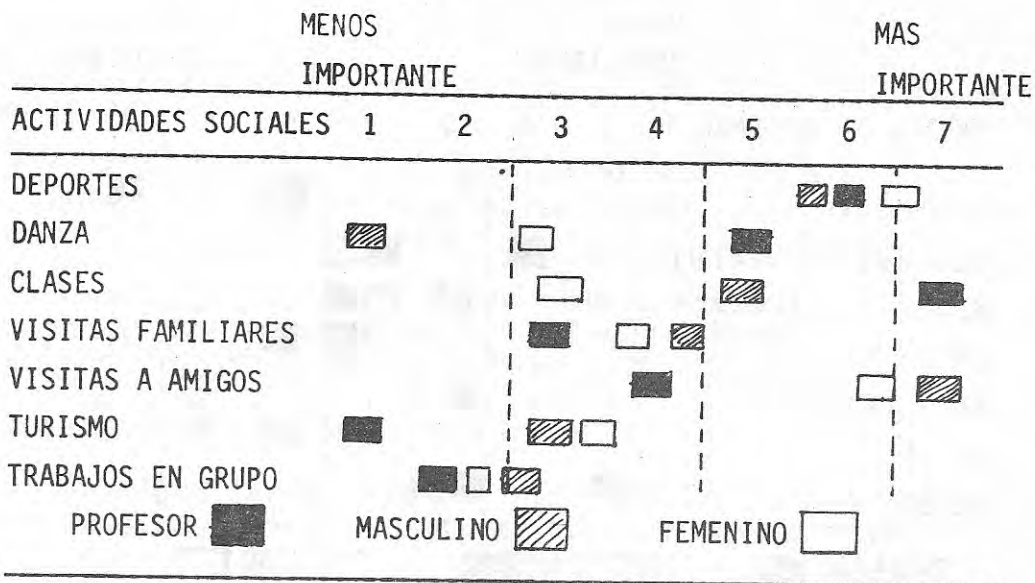 MENOS
IMPORTANTE
MAS
IMPORTANTE
ACTIVIDADES SOCIALES 1 2 3 4 5 6 7
DEPORTES
DANZA
CLASES
VISITAS FAMILIARES
VISITAS A AMIGOS
TURISMO
TRABAJOS EN GRUPO
PROFESOR MASCULINO FEMENINO